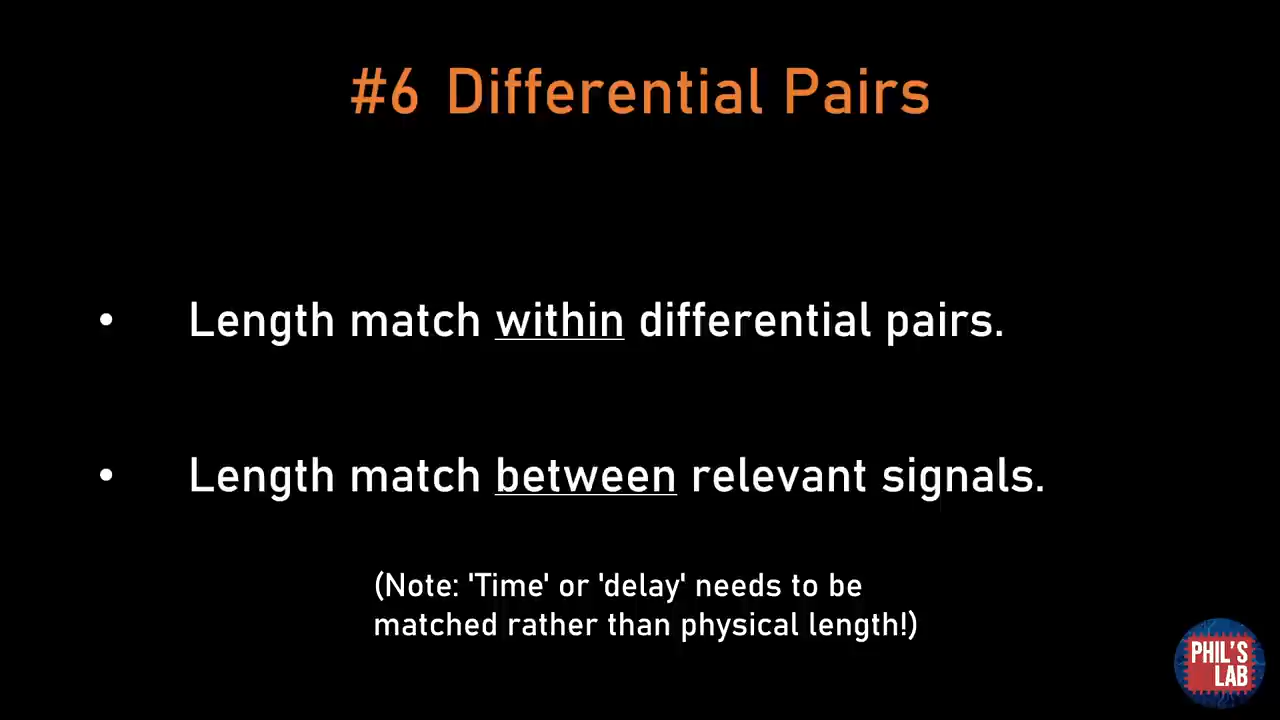 #6 Differential Pairs
• Length match within differential pairs.
• Length match between relevant signals.
(Note: 'Time' or 'delay' needs to be
matched rather than physical length!)
PHIL'S
LAB